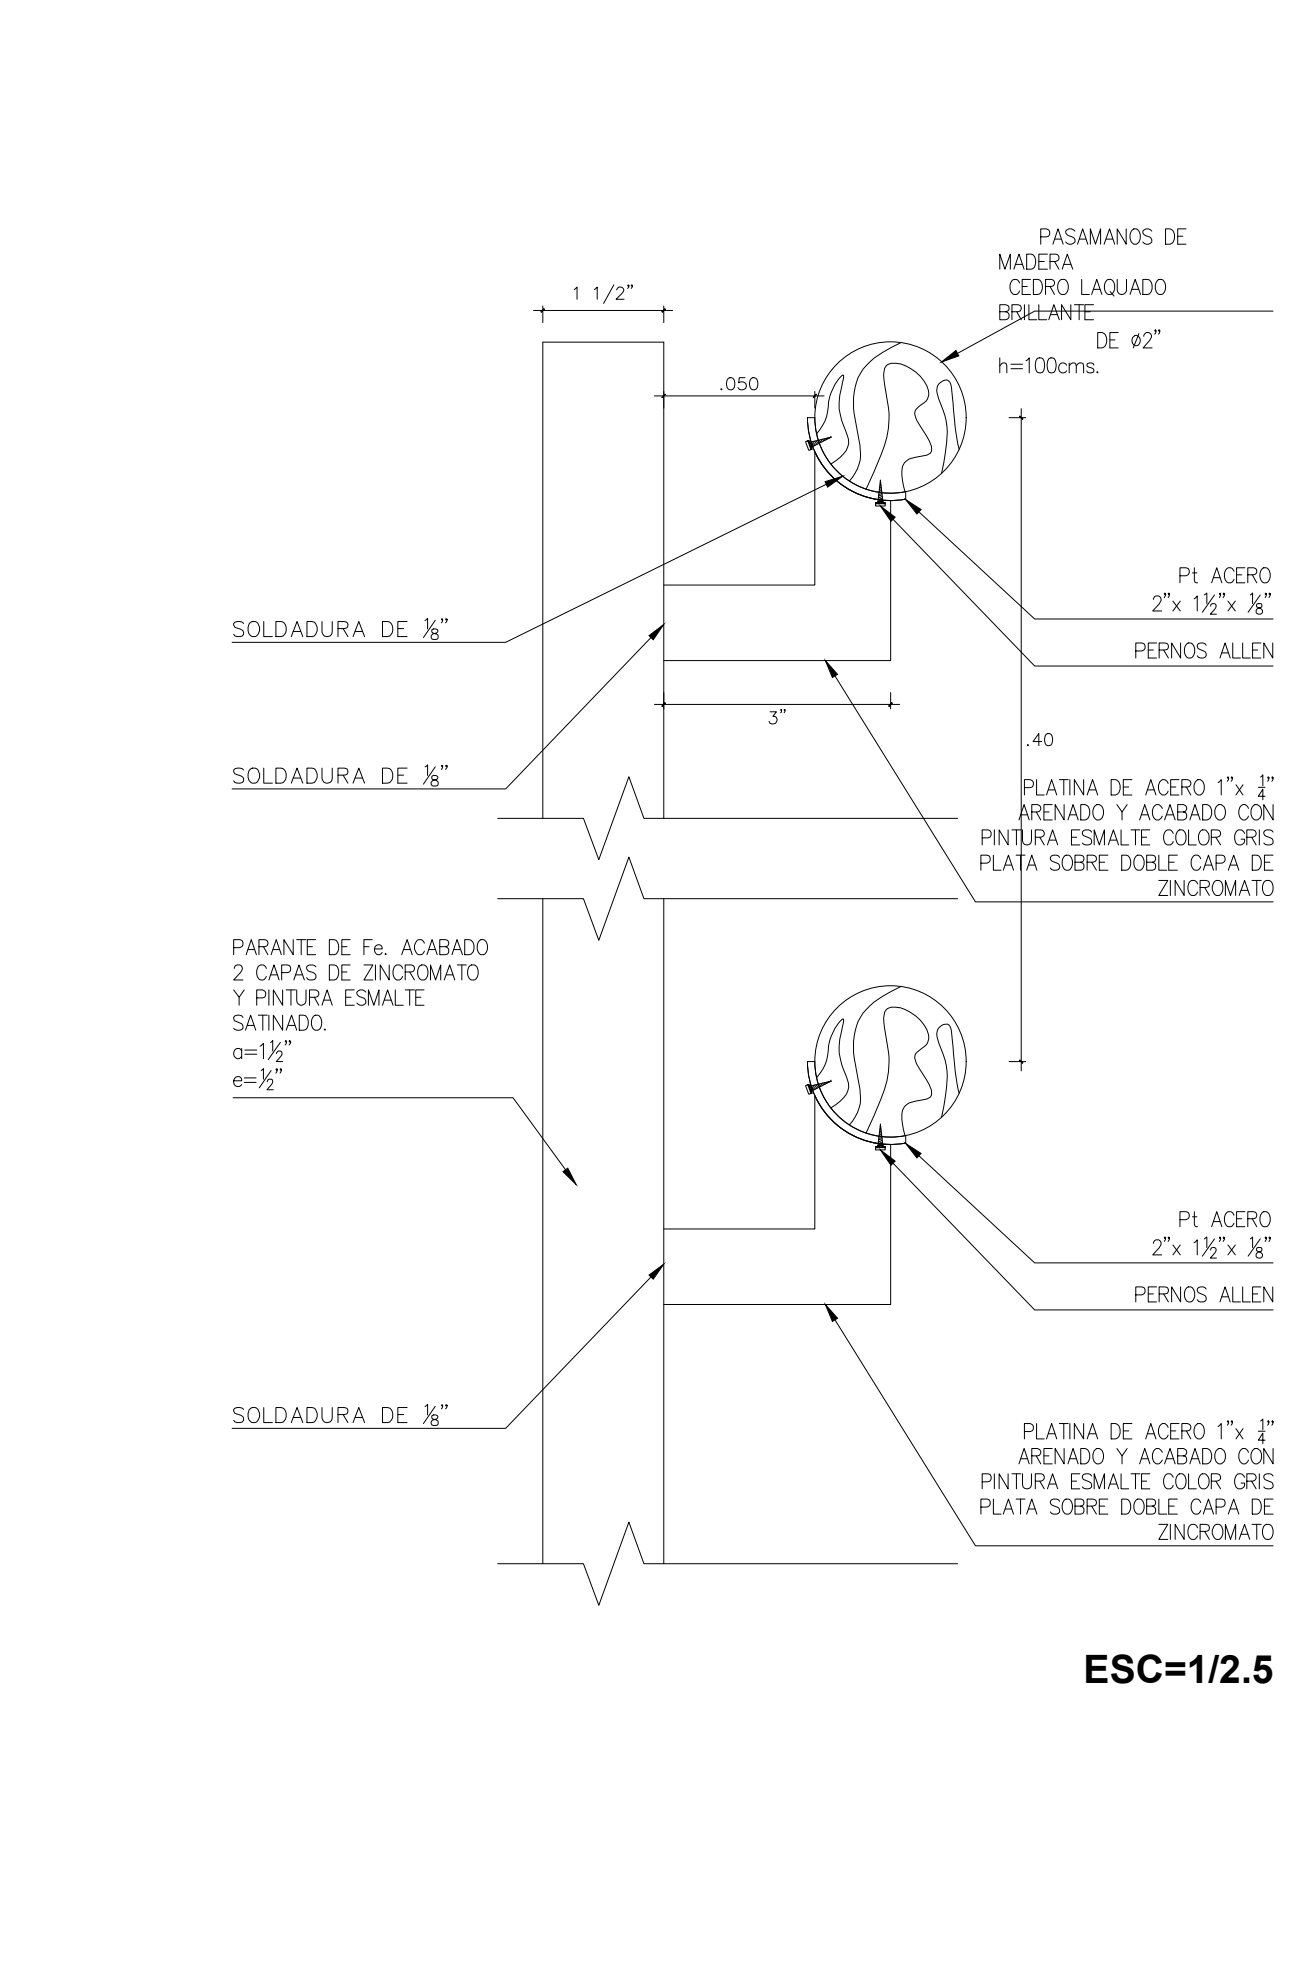 PASAMANOS DE
MADERA
CEDRO LAQUADO
BRILLANTE
DE ø2"
h=100cms.
1 1/2"
.050
Pt ACERO
2"x 1½"x ⅛"
SOLDADURA DE ⅛"
PERNOS ALLEN
3"
.40
SOLDADURA DE ⅛"
PLATINA DE ACERO 1"x ¼"
ARENADO Y ACABADO CON
PINTURA ESMALTE COLOR GRIS
PLATA SOBRE DOBLE CAPA DE
ZINCROMATO
PARANTE DE Fe. ACABADO
2 CAPAS DE ZINCROMATO
Y PINTURA ESMALTE
SATINADO.
a=1½"
e=½"
Pt ACERO
2"x 1½"x ⅛"
PERNOS ALLEN
SOLDADURA DE ⅛"
PLATINA DE ACERO 1"x ¼"
ARENADO Y ACABADO CON
PINTURA ESMALTE COLOR GRIS
PLATA SOBRE DOBLE CAPA DE
ZINCROMATO
ESC=1/2.5